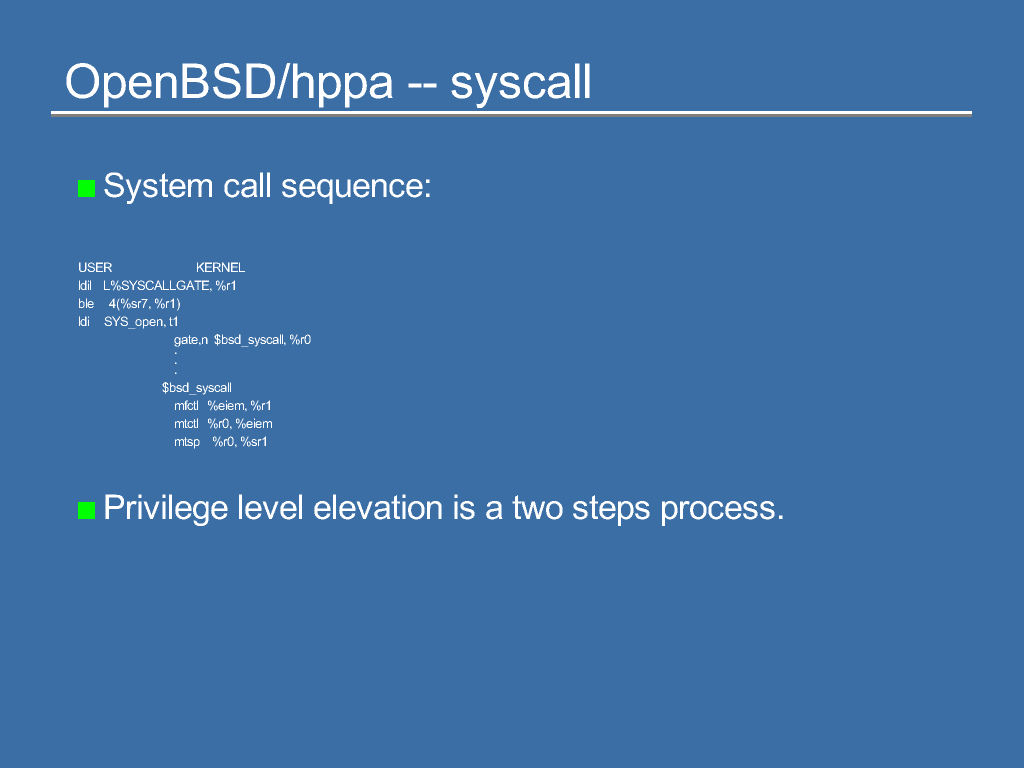 OpenBSD/hppa -- syscall
System call sequence:
USER KERNEL
ldil L%SYSCALLGATE, %r1
ble 4(%sr7, %r1)
ldi SYS_open, t1
gate,n $bsd_syscall, %r0
.
.
.
$bsd_syscall
mfctl %eiem, %r1
mtctl %r0, %eiem
mtsp %r0, %sr1
Privilege level elevation is a two steps process.